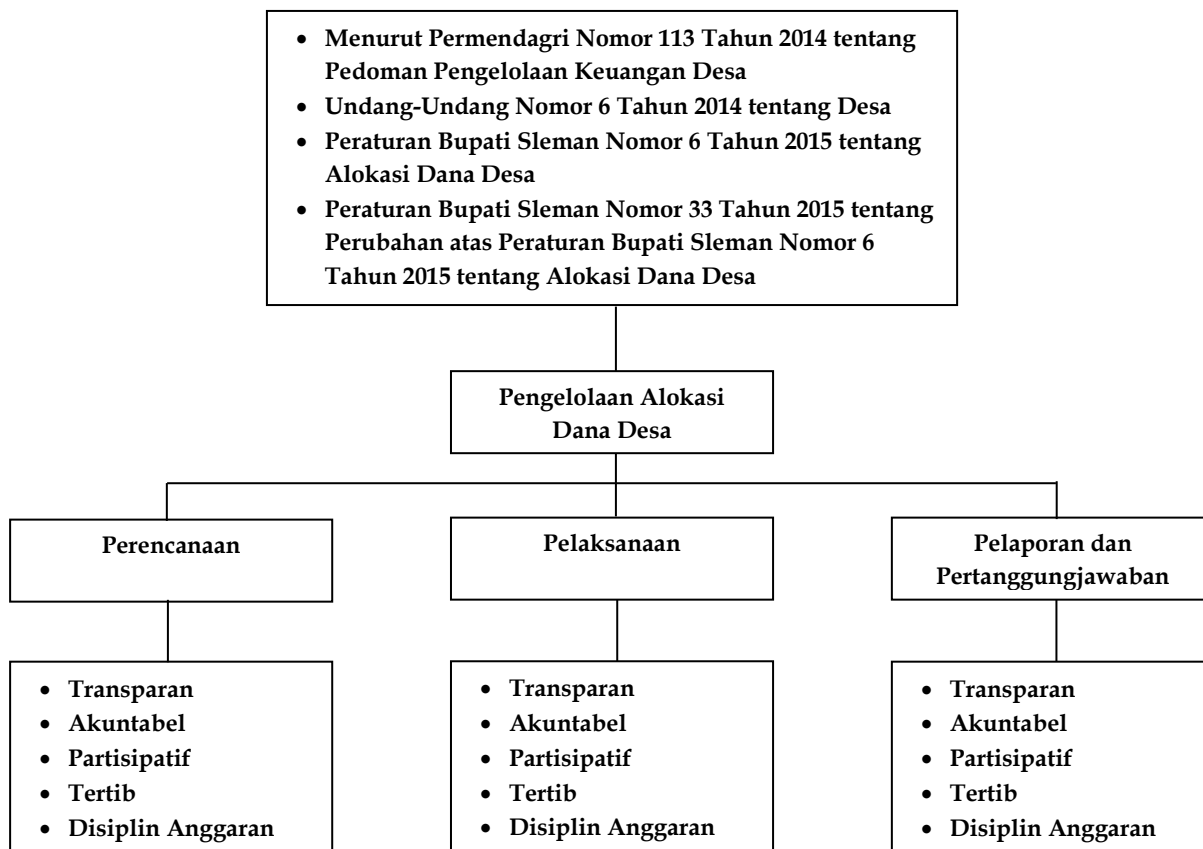 • Menurut Permendagri Nomor 113 Tahun 2014 tentang
Pedoman Pengelolaan Keuangan Desa
• Undang-Undang Nomor 6 Tahun 2014 tentang Desa
• Peraturan Bupati Sleman Nomor 6 Tahun 2015 tentang
Alokasi Dana Desa
• Peraturan Bupati Sleman Nomor 33 Tahun 2015 tentang
Perubahan atas Peraturan Bupati Sleman Nomor 6
Tahun 2015 tentang Alokasi Dana Desa
Pengelolaan Alokasi
Dana Desa
Perencanaan
Pelaksanaan
Pelaporan dan
Pertanggungjawaban
• Transparan
• Akuntabel
• Partisipatif
• Tertib
• Disiplin Anggaran
• Transparan
• Akuntabel
• Partisipatif
• Tertib
• Disiplin Anggaran
• Transparan
• Akuntabel
• Partisipatif
• Tertib
• Disiplin Anggaran